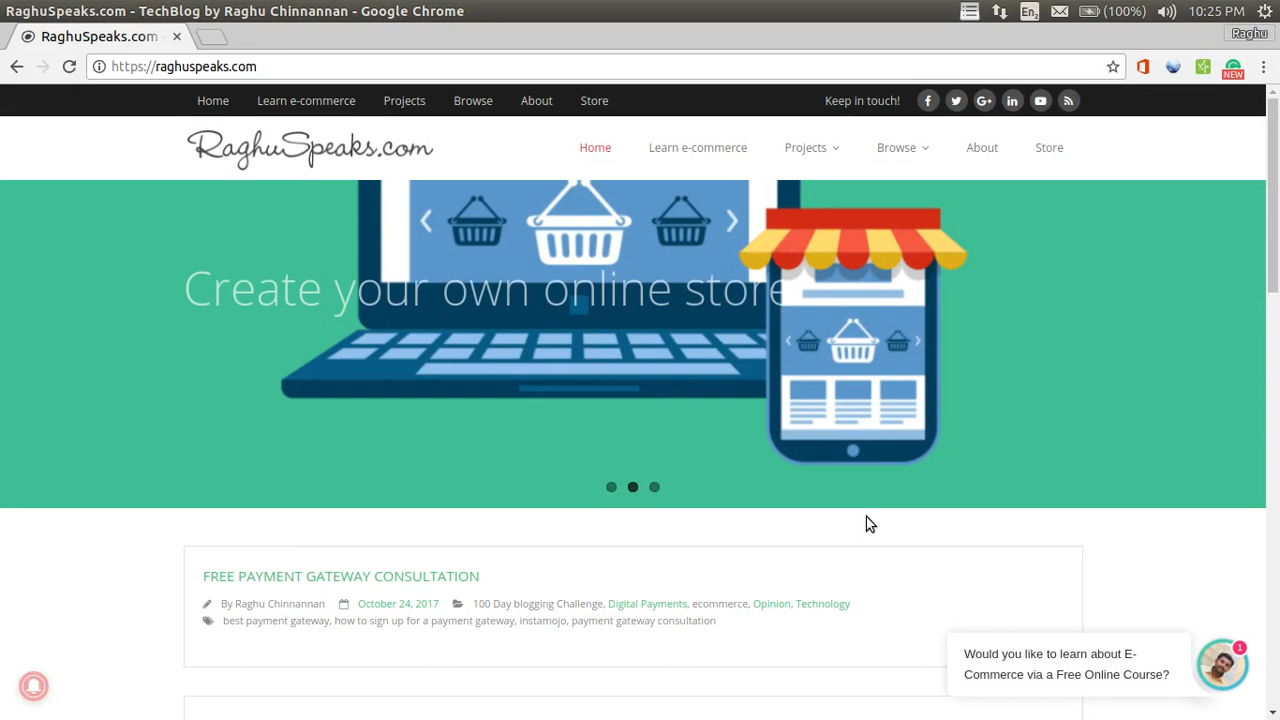 RaghuSpeaks.com - TechBlog by Raghu Chinnannan - Google Chrome
En2
(100%)
10:25 PM
RaghuSpeaks.com
Raghu
https://raghuspeaks.com
NEW
Home Learn e-commerce Projects Browse About Store
Keep in touch!
RaghuSpeaks.com
Home Learn e-commerce Projects Browse About Store
Create your own online store
FREE PAYMENT GATEWAY CONSULTATION
By Raghu Chinnannan October 24, 2017 100 Day blogging Challenge, Digital Payments, ecommerce, Opinion, Technology
best payment gateway, how to sign up for a payment gateway, instamojo, payment gateway consultation
Would you like to learn about E-
Commerce via a Free Online Course?
1